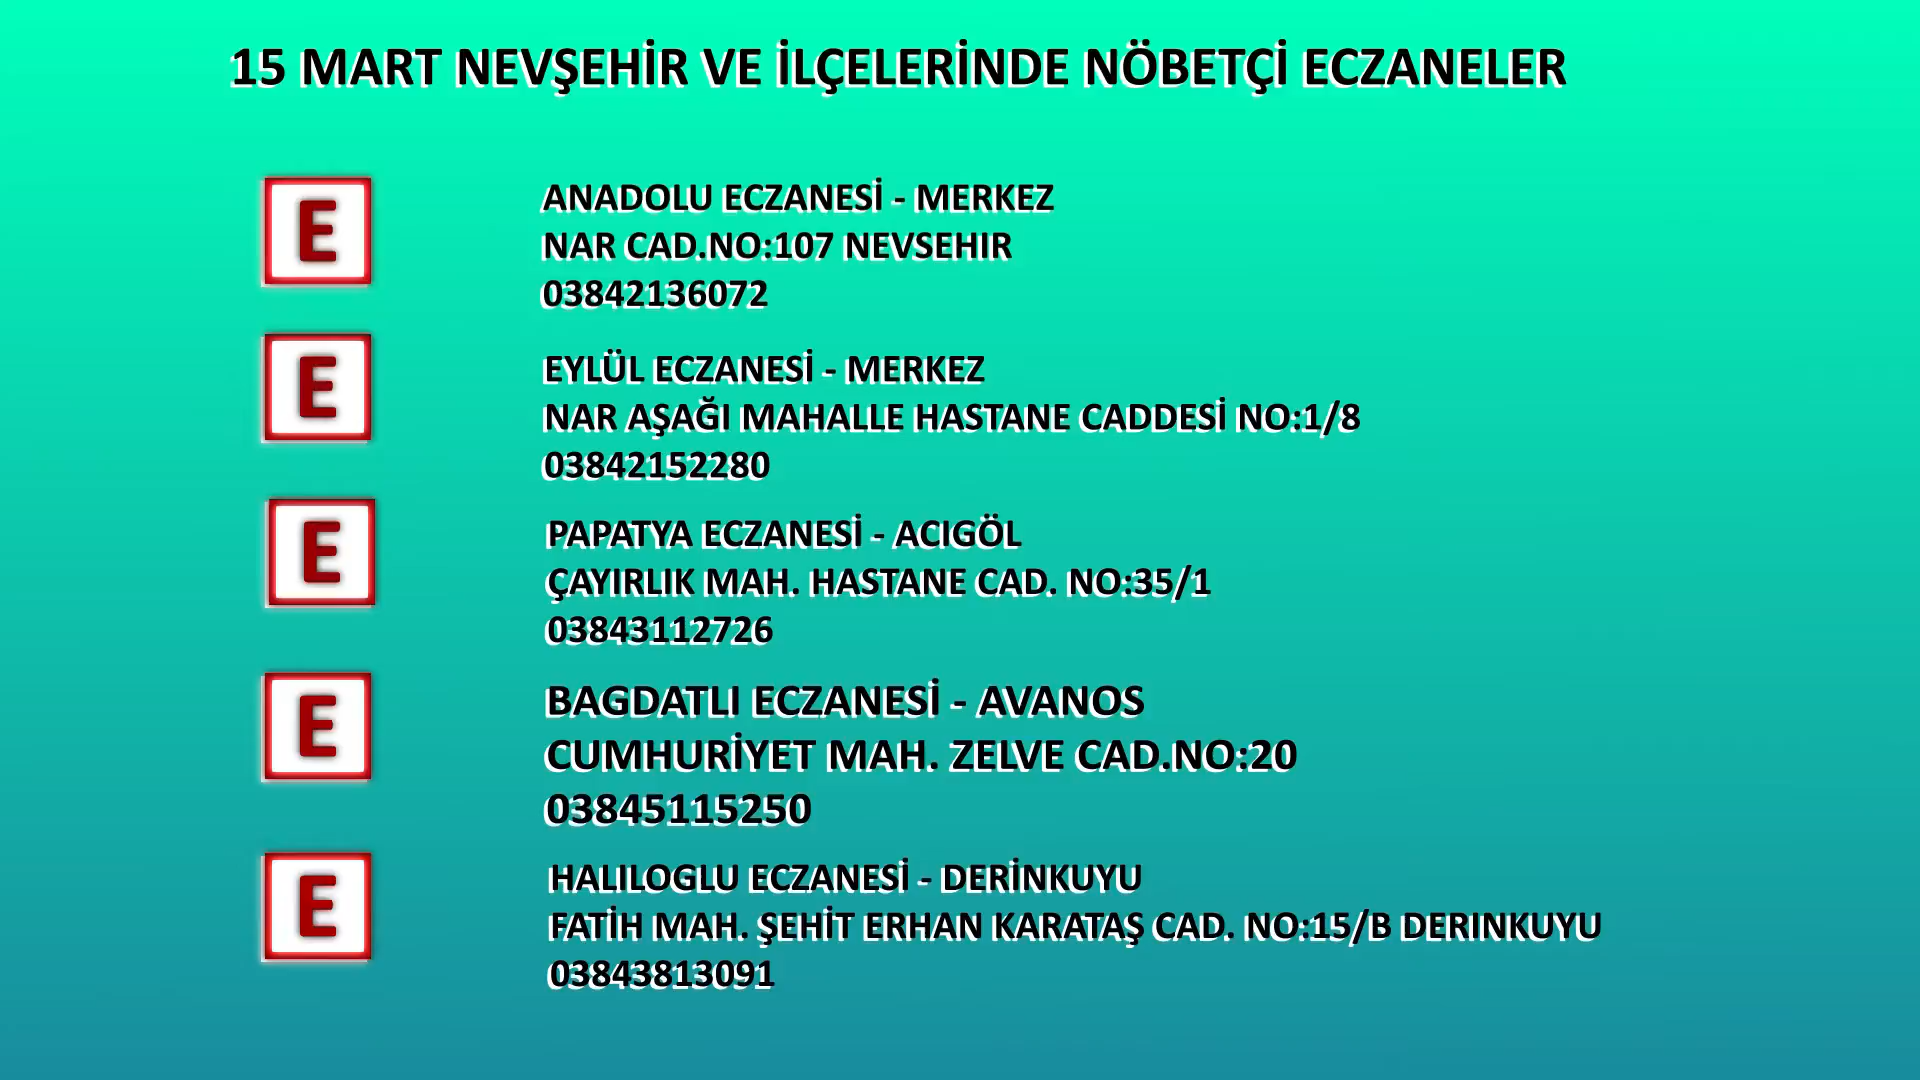 15 MART NEVŞEHİR VE İLÇELERİNDE NÖBETÇİ ECZANELER
E
ANADOLU ECZANESİ - MERKEZ
NAR CAD.NO:107 NEVSEHIR
03842136072
E
EYLÜL ECZANESİ - MERKEZ
NAR AŞAĞI MAHALLE HASTANE CADDESİ NO:1/8
03842152280
E
PAPATYA ECZANESİ - ACIGÖL
ÇAYIRLIK MAH. HASTANE CAD. NO:35/1
03843112726
E
BAGDATLI ECZANESİ - AVANOS
CUMHURİYET MAH. ZELVE CAD.NO:20
03845115250
E
HALILOGLU ECZANESİ - DERİNKUYU
FATİH MAH. ŞEHİT ERHAN KARATAŞ CAD. NO:15/B DERINKUYU
03843813091